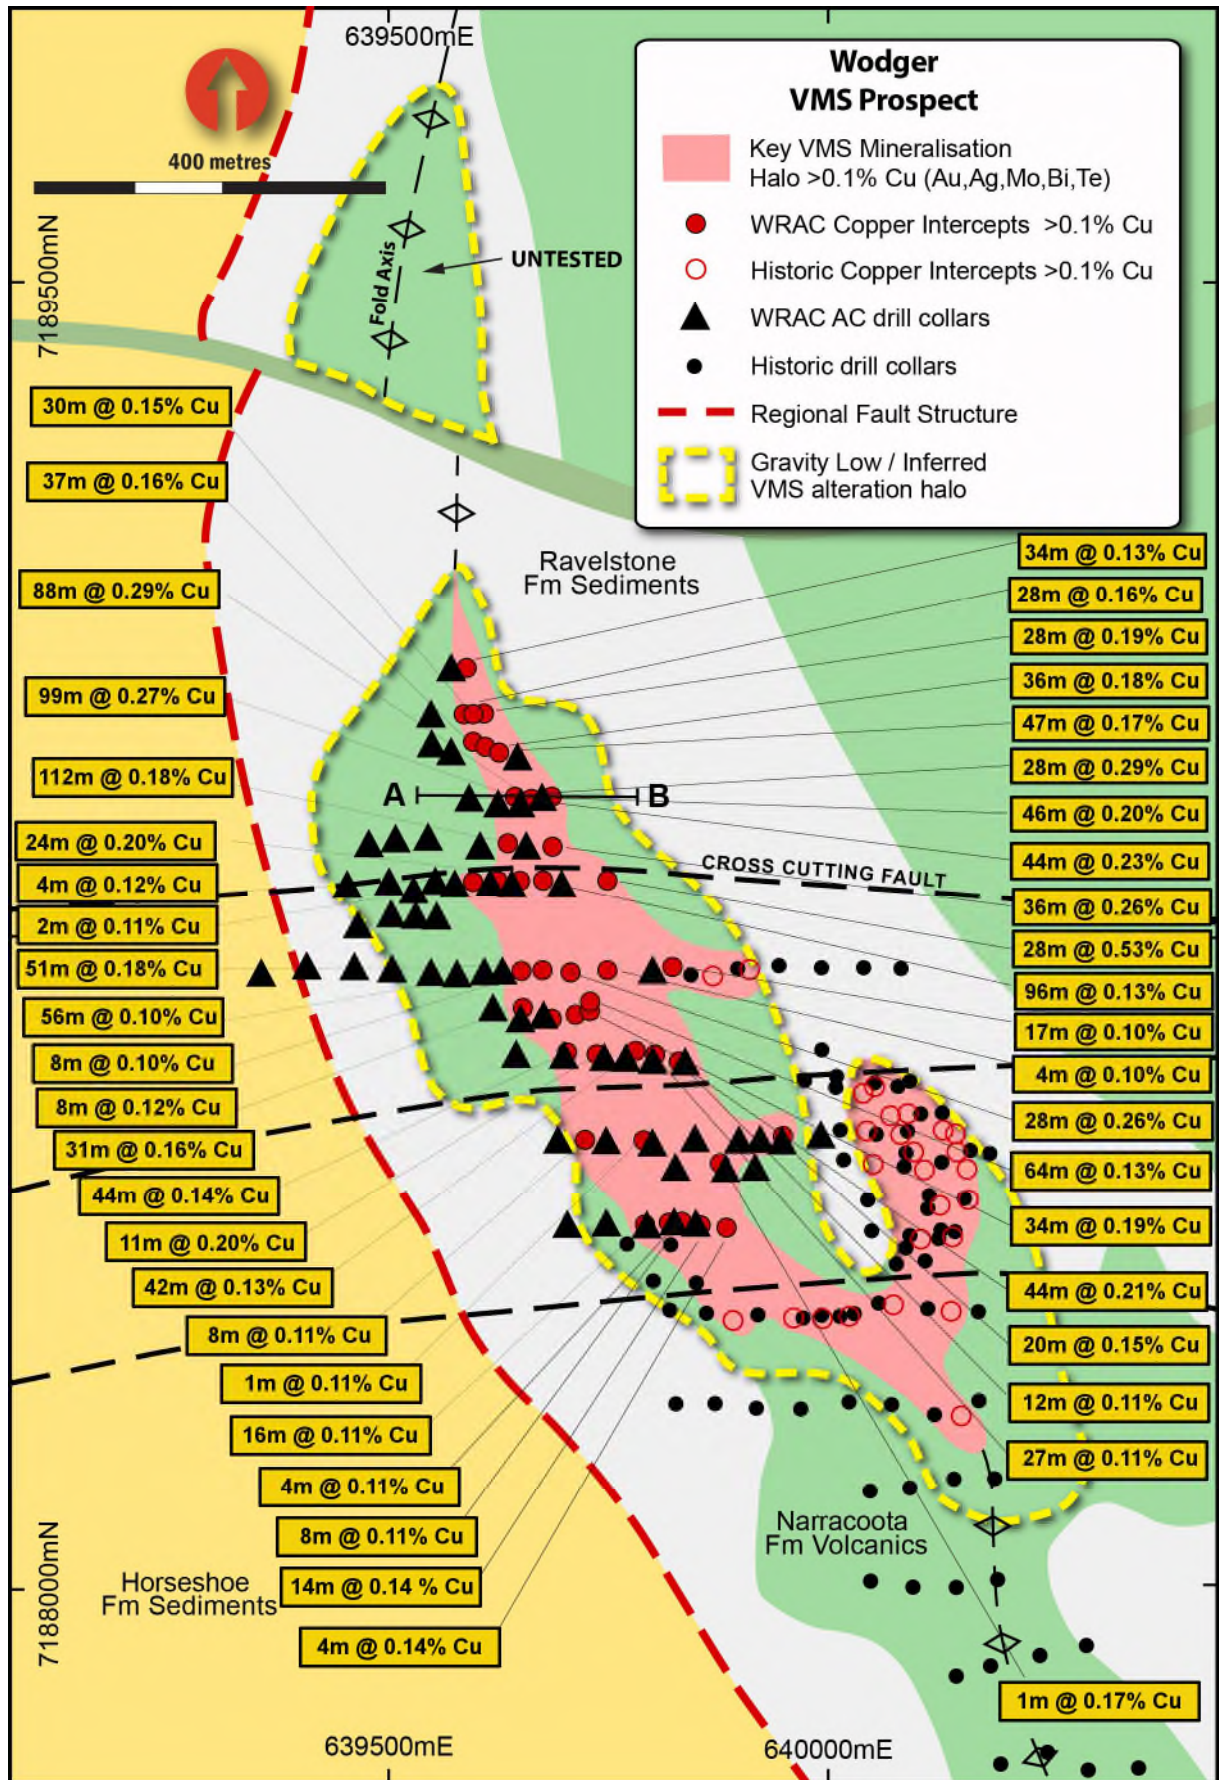 639500mE
400 metres
7189500mN
Fold Axis
UNTESTED
Wodger
VMS Prospect
Key VMS Mineralisation
Halo >0.1% Cu (Au,Ag,Mo,Bi,Te)
WRAC Copper Intercepts >0.1% Cu
Historic Copper Intercepts >0.1% Cu
WRAC AC drill collars
Historic drill collars
Regional Fault Structure
Gravity Low / Inferred
VMS alteration halo
30m @ 0.15% Cu
37m @ 0.16% Cu
88m @ 0.29% Cu
99m @ 0.27% Cu
112m @ 0.18% Cu
24m @ 0.20% Cu
4m @ 0.12% Cu
2m @ 0.11% Cu
51m @ 0.18% Cu
56m @ 0.10% Cu
8m @ 0.10% Cu
8m @ 0.12% Cu
31m @ 0.16% Cu
44m @ 0.14% Cu
11m @ 0.20% Cu
42m @ 0.13% Cu
8m @ 0.11% Cu
1m @ 0.11% Cu
16m @ 0.11% Cu
4m @ 0.11% Cu
8m @ 0.11% Cu
14m @ 0.14 % Cu
4m @ 0.14% Cu
Ravelstone
Fm Sediments
A
B
CROSS CUTTING FAULT
34m @ 0.13% Cu
28m @ 0.16% Cu
28m @ 0.19% Cu
36m @ 0.18% Cu
47m @ 0.17% Cu
28m @ 0.29% Cu
46m @ 0.20% Cu
44m @ 0.23% Cu
36m @ 0.26% Cu
28m @ 0.53% Cu
96m @ 0.13% Cu
17m @ 0.10% Cu
4m @ 0.10% Cu
28m @ 0.26% Cu
64m @ 0.13% Cu
34m @ 0.19% Cu
44m @ 0.21% Cu
20m @ 0.15% Cu
12m @ 0.11% Cu
27m @ 0.11% Cu
1m @ 0.17% Cu
Narracoota
Fm Volcanics
Horseshoe
Fm Sediments
7188000mN
639500mE
640000mE